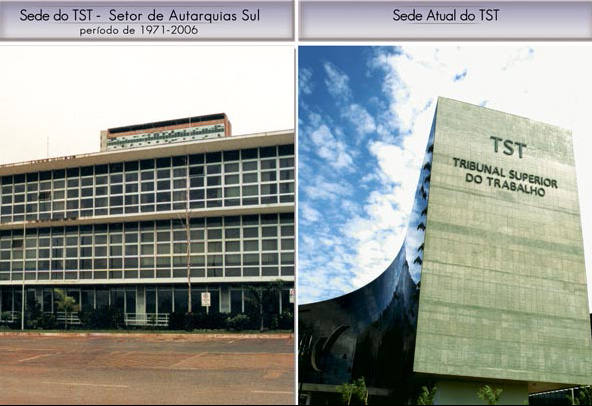 Sede do TST - Setor de Autarquias Sul
período de 1971-2006
Sede Atual do TST
TST
TRIBUNAL SUPERIOR
DO TRABALHO